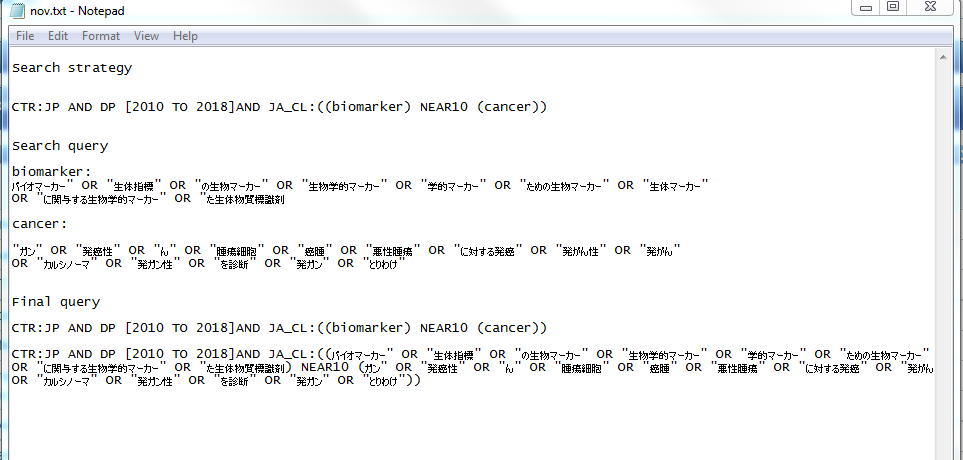 nov.txt - Notepad
File Edit Format View Help
Search strategy
CTR:JP AND DP [2010 TO 2018]AND JA_CL:((biomarker) NEAR10 (cancer))
Search query
biomarker:
バイオマーカー" OR "生体指標" OR "の生物マーカー" OR "生物学的マーカー" OR "学的マーカー" OR "ための生物マーカー" OR "生体マーカー"
OR "に関与する生物学的マーカー" OR "た生体物質標識剤
cancer:
"ガン" OR "発癌性" OR "ん" OR "腫瘍細胞" OR "癌腫" OR "悪性腫瘍" OR "に対する発癌" OR "発がん性" OR "発がん"
OR "カルシノーマ" OR "発ガン性" OR "を診断" OR "発ガン" OR "とりわけ"
Final query
CTR:JP AND DP [2010 TO 2018]AND JA_CL:((biomarker) NEAR10 (cancer))
CTR:JP AND DP [2010 TO 2018]AND JA_CL:((バイオマーカー" OR "生体指標" OR "の生物マーカー" OR "生物学的マーカー" OR "学的マーカー" OR "ための生物マーカー"
OR "に関与する生物学的マーカー" OR "た生体物質標識剤) NEAR10 (ガン" OR "発癌性" OR "ん" OR "腫瘍細胞" OR "癌腫" OR "悪性腫瘍" OR "に対する発癌" OR "発がん
OR "カルシノーマ" OR "発ガン性" OR "を診断" OR "発ガン" OR "とりわけ"))